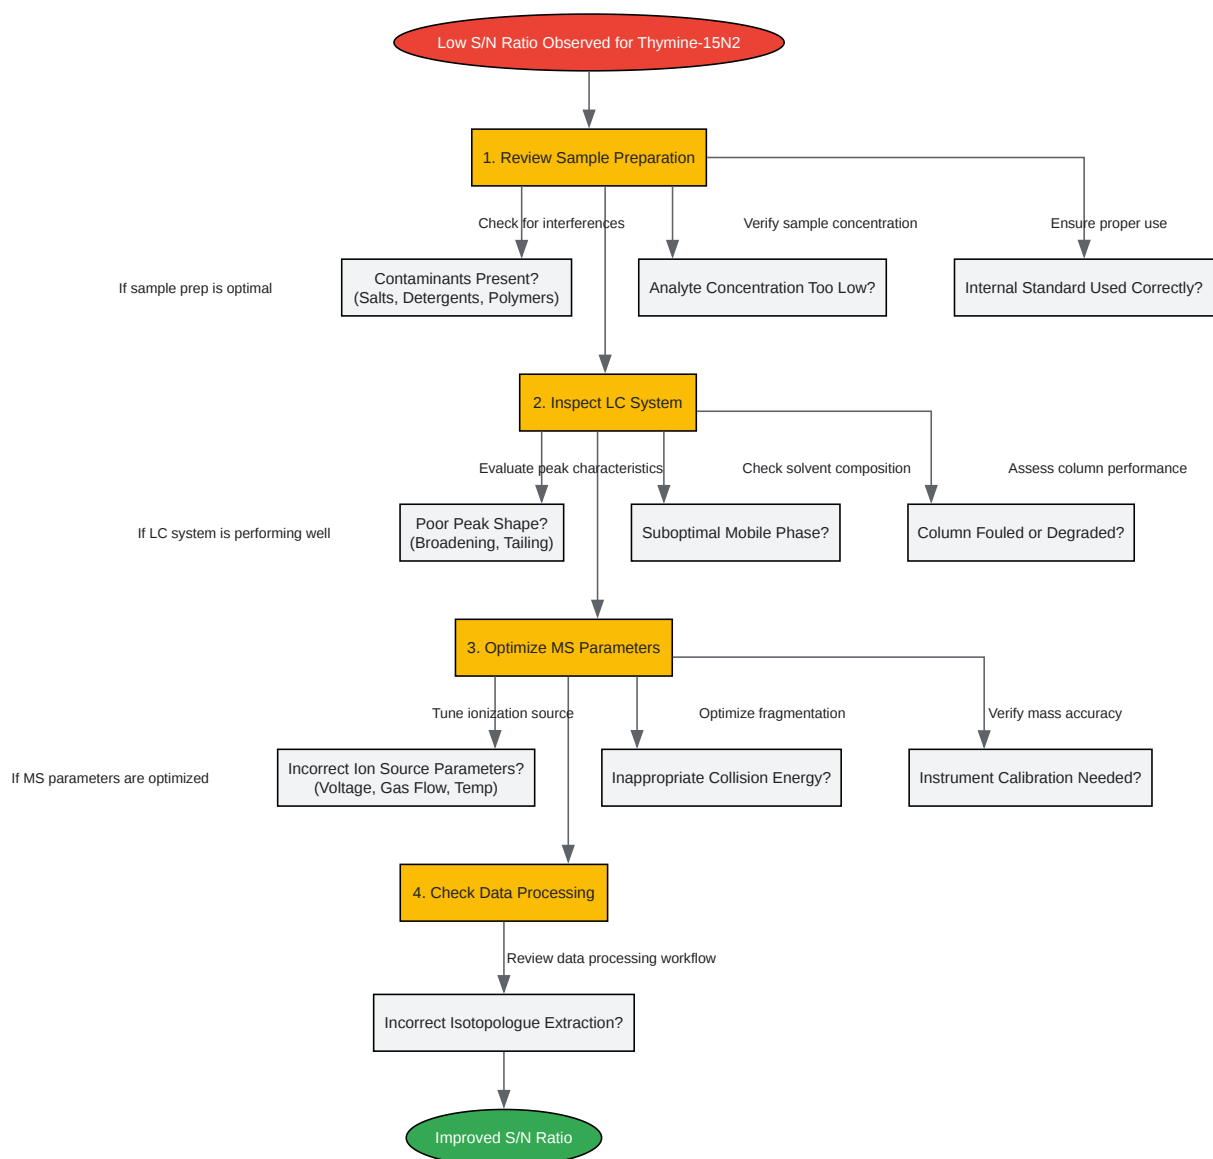 Low S/N Ratio Observed for Thymine-15N2
1. Review Sample Preparation
Check for interferences
Verify sample concentration
Ensure proper use
If sample prep is optimal
Contaminants Present?
(Salts, Detergents, Polymers)
Analyte Concentration Too Low?
Internal Standard Used Correctly?
2. Inspect LC System
Evaluate peak characteristics
Check solvent composition
Assess column performance
If LC system is performing well
Poor Peak Shape?
(Broadening, Tailing)
Suboptimal Mobile Phase?
Column Fouled or Degraded?
3. Optimize MS Parameters
Tune ionization source
Optimize fragmentation
Verify mass accuracy
If MS parameters are optimized
Incorrect Ion Source Parameters?
(Voltage, Gas Flow, Temp)
Inappropriate Collision Energy?
Instrument Calibration Needed?
4. Check Data Processing
Review data processing workflow
Incorrect Isotopologue Extraction?
Improved S/N Ratio